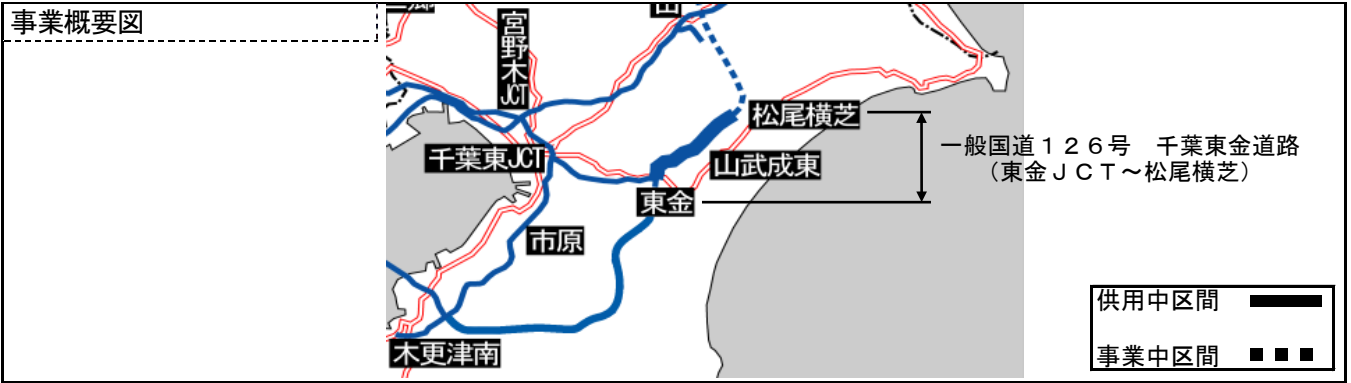 事業概要図
宮野木JCT
松尾横芝
千葉東JCT
山武成東
一般国道126号 千葉東金道路
(東金JCT~松尾横芝)
東金
市原
木更津南
供用中区間
事業中区間